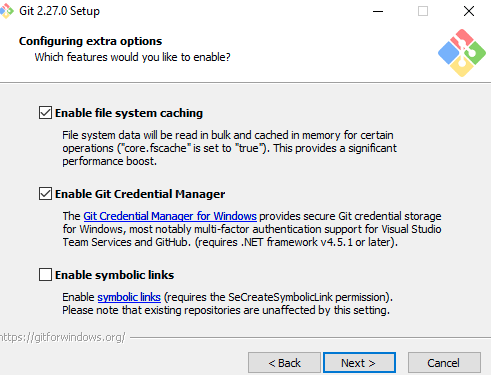 Git 2.27.0 Setup
Configuring extra options
Which features would you like to enable?
Enable file system caching
File system data will be read in bulk and cached in memory for certain
operations ("core.fscache" is set to "true"). This provides a significant
performance boost.
Enable Git Credential Manager
The Git Credential Manager for Windows provides secure Git credential storage
for Windows, most notably multi-factor authentication support for Visual Studio
Team Services and GitHub. (requires .NET framework v4.5.1 or later).
Enable symbolic links
Enable symbolic links (requires the SeCreateSymbolicLink permission).
Please note that existing repositories are unaffected by this setting.
https://gitforwindows.org/
< Back Next > Cancel